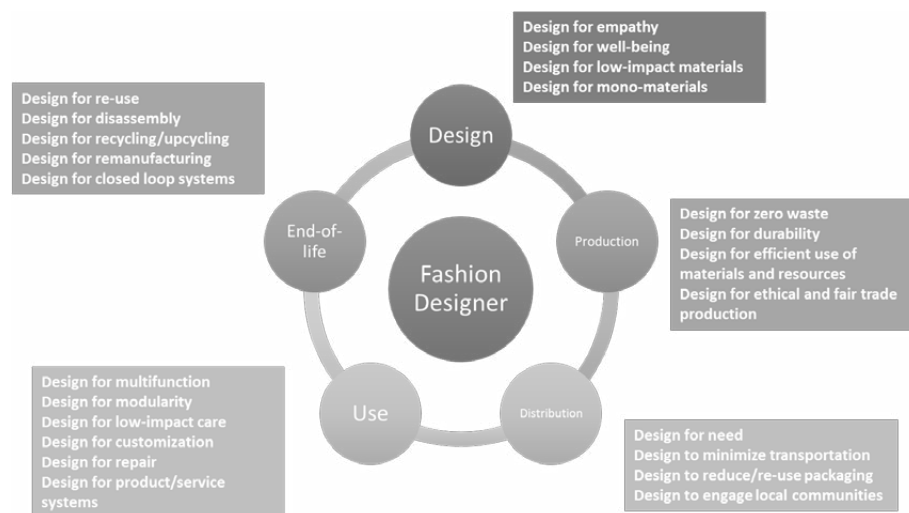 Design for empathy
Design for well-being
Design for low-impact materials
Design for mono-materials
Design for re-use
Design for disassembly
Design for recycling/upcycling
Design for remanufacturing
Design for closed loop systems
Design
End-of-
life
Production
Fashion
Designer
Design for zero waste
Design for durability
Design for efficient use of
materials and resources
Design for ethical and fair trade
production
Design for multifunction
Design for modularity
Design for low-impact care
Design for customization
Design for repair
Design for product/service
systems
Use
Distribution
Design for need
Design to minimize transportation
Design to reduce/re-use packaging
Design to engage local communities